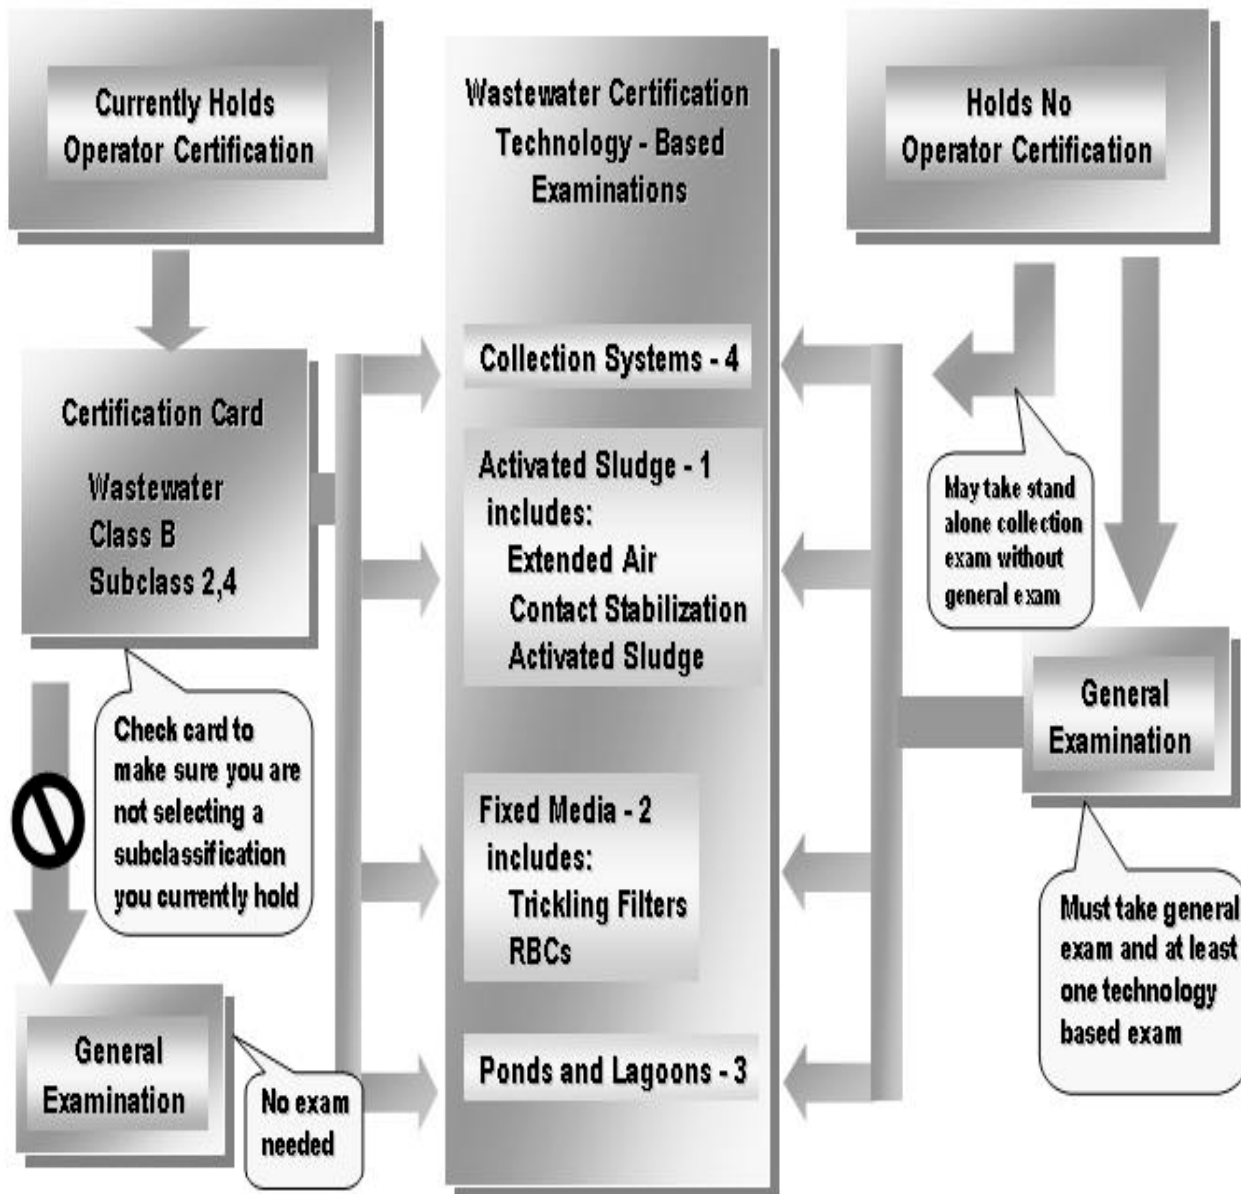 Currently Holds
Operator Certification
Certification Card
Wastewater
Class B
Subclass 2,4
Check card to
make sure you are
not selecting a
subclassification
you currently hold
General
Examination
No exam
needed
Wastewater Certification
Technology - Based
Examinations
Collection Systems - 4
Activated Sludge - 1
includes:
Extended Air
Contact Stabilization
Activated Sludge
Fixed Media - 2
includes:
Trickling Filters
RBCs
Ponds and Lagoons - 3
Holds No
Operator Certification
May take stand
alone collection
exam without
general exam
General
Examination
Must take general
exam and at least
one technology
based exam